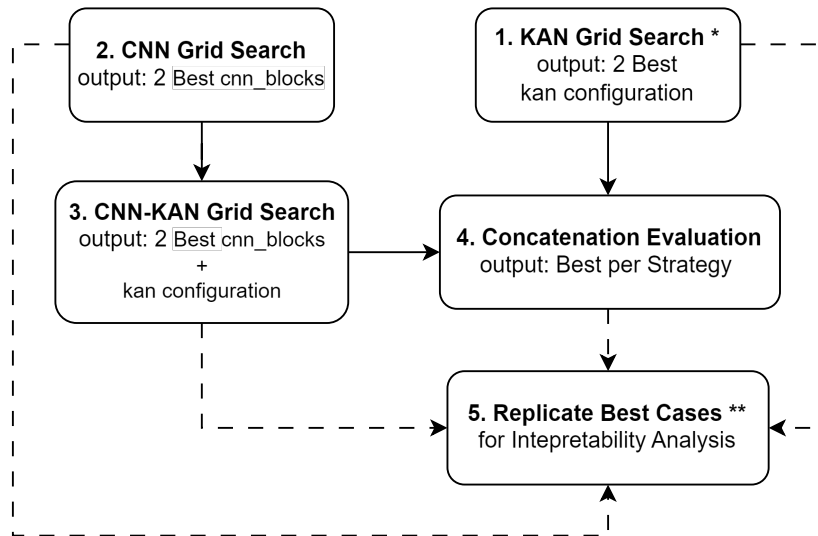 2. CNN Grid Search
output: 2 Best cnn_blocks
1. KAN Grid Search *
output: 2 Best
kan configuration
3. CNN-KAN Grid Search
output: 2 Best cnn_blocks
+
kan configuration
4. Concatenation Evaluation
output: Best per Strategy
5. Replicate Best Cases **
for Intepretability Analysis